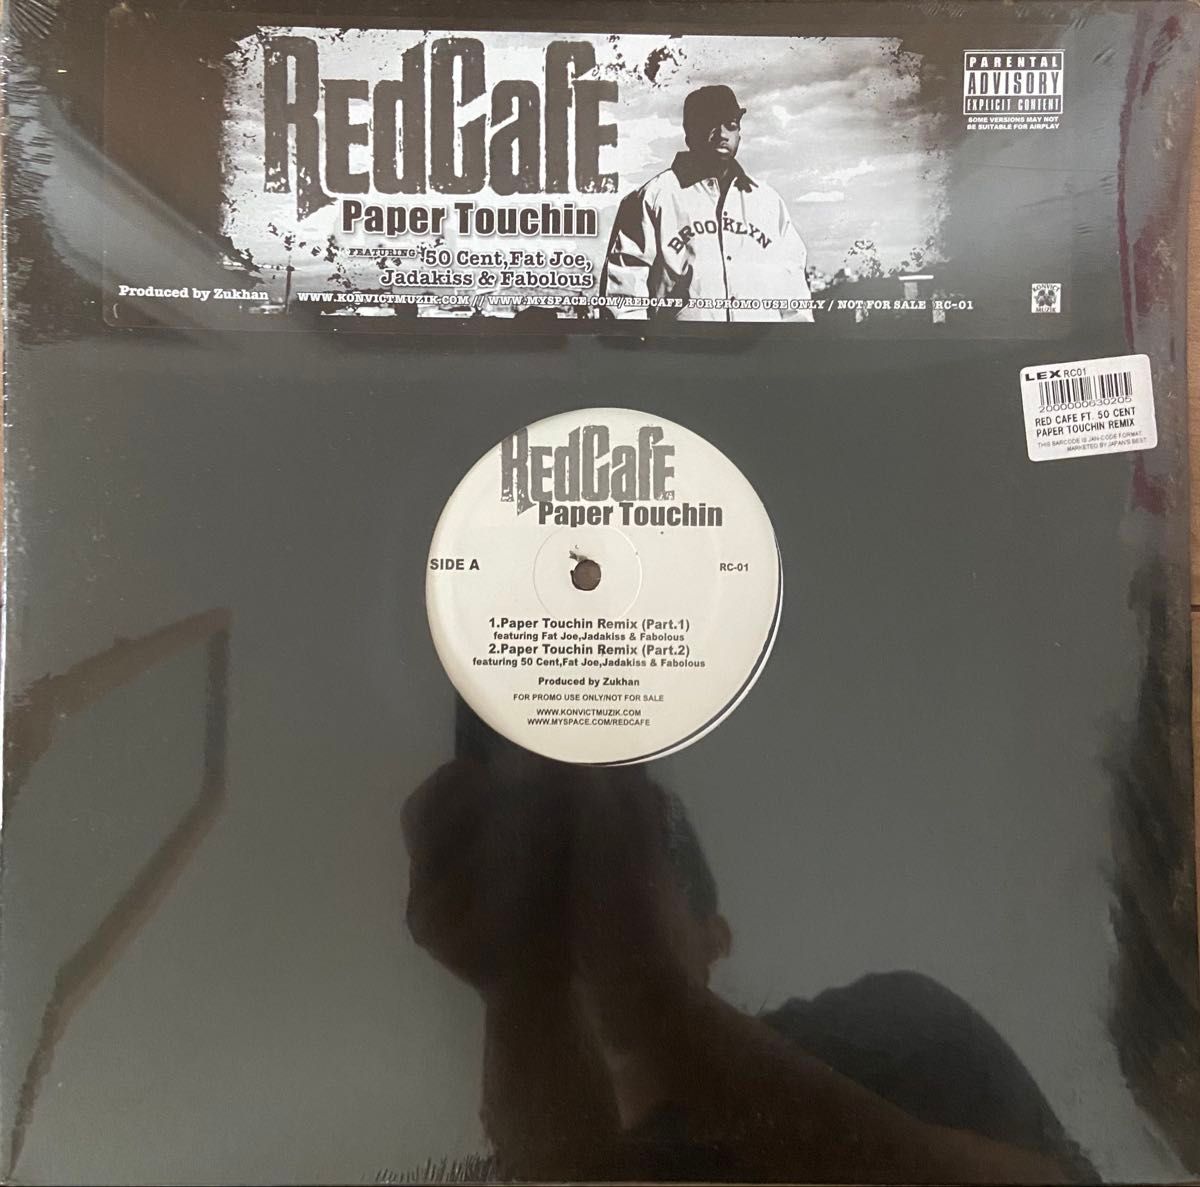 RedCafe
Paper Touchin
FEATURING 50 Cent,Fat Joe,
Jadakiss & Fabolous
Produced by Zukhan
WWW.KONVICTMUZIK.COM // WWW.MYSPACE.COM/REDCAFE FOR PROMO USE ONLY / NOT FOR SALE RC-01
BROOKLYN
PARENTAL
ADVISORY
EXPLICIT CONTENT
SOME VERSIONS MAY NOT
BE SUITABLE FOR AIRPLAY
KONVICT
MUZIK
LEX RC01
2000000630205
RED CAFE FT. 50 CENT
PAPER TOUCHIN REMIX
THIS BARCODE IS JAN-CODE FORMAT.
MARKETED BY JAPAN'S BEST
RedCafe
Paper Touchin
SIDE A
RC-01
1.Paper Touchin Remix (Part.1)
featuring Fat Joe,Jadakiss & Fabolous
2.Paper Touchin Remix (Part.2)
featuring 50 Cent,Fat Joe,Jadakiss & Fabolous
Produced by Zukhan
FOR PROMO USE ONLY/NOT FOR SALE
WWW.KONVICTMUZIK.COM
WWW.MYSPACE.COM/REDCAFE